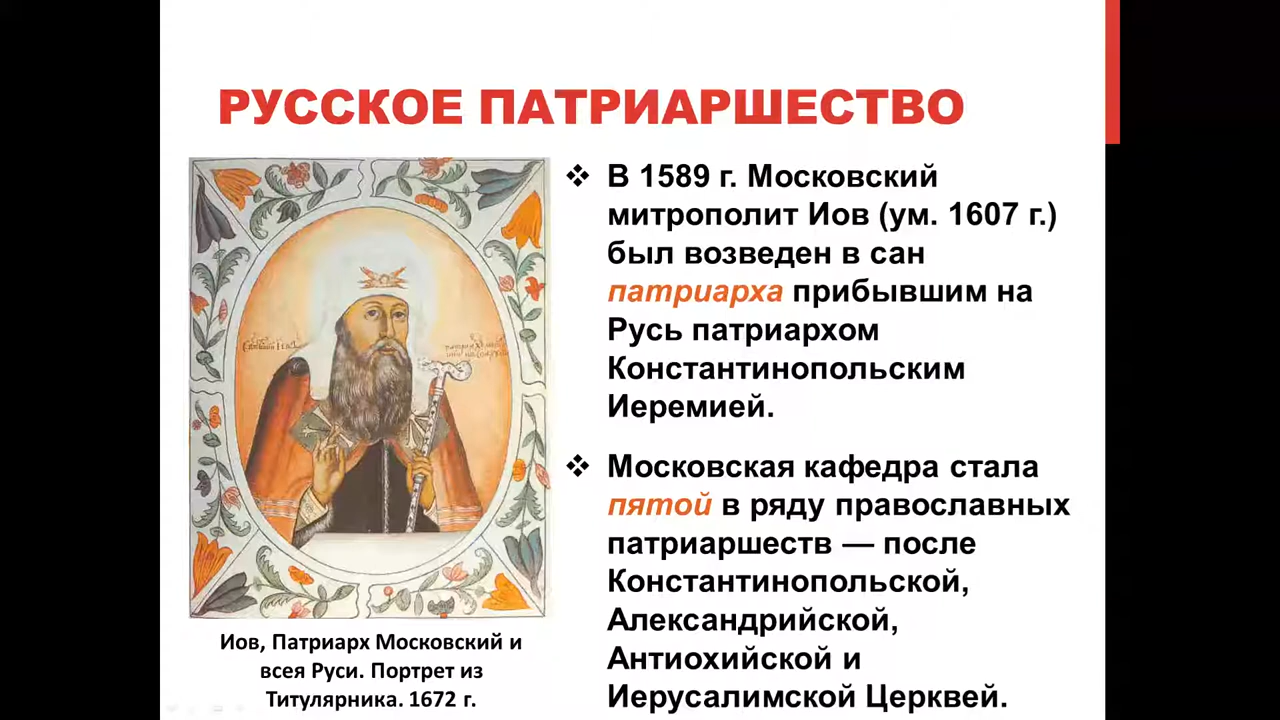 РУССКОЕ ПАТРИАРШЕСТВО
❖ В 1589 г. Московский
митрополит Иов (ум. 1607 г.)
был возведен в сан
патриарха прибывшим на
Русь патриархом
Константинопольским
Иеремией.
❖ Московская кафедра стала
пятой в ряду православных
патриаршеств — после
Константинопольской,
Александрийской,
Антиохийской и
Иерусалимской Церквей.
Иов, Патриарх Московский и
всея Руси. Портрет из
Титулярника. 1672 г.